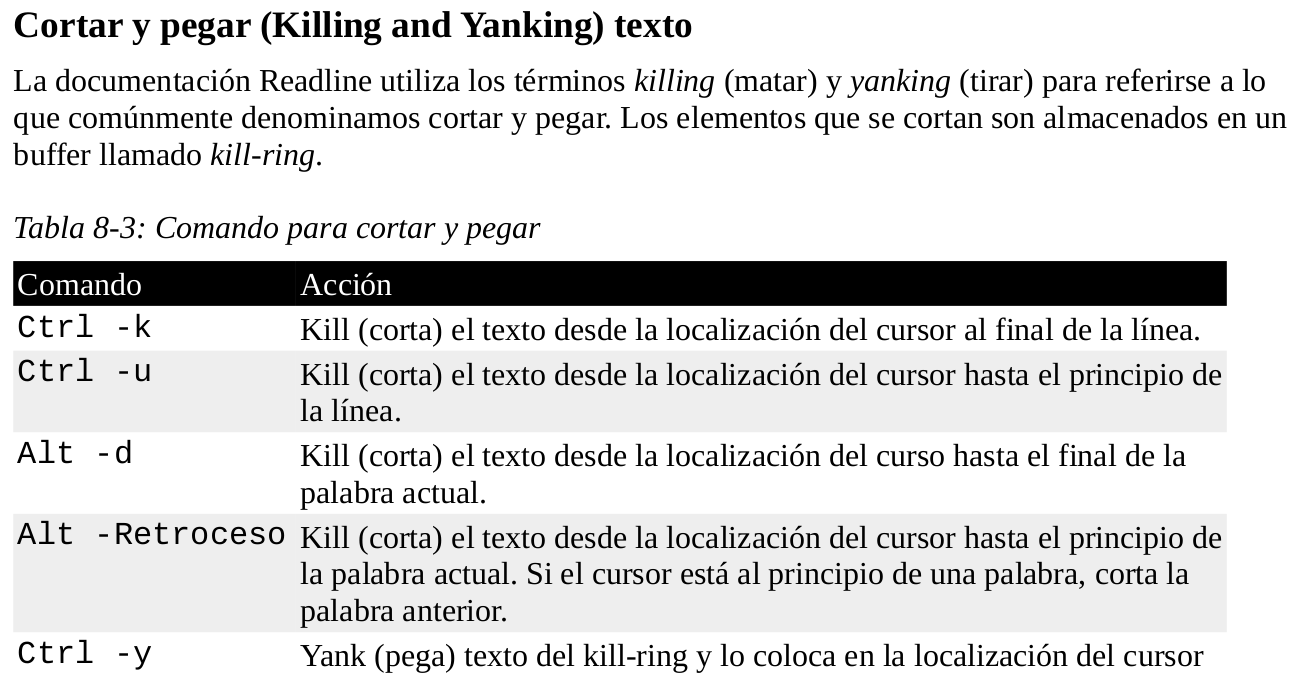 Cortar y pegar (Killing and Yanking) texto
La documentación Readline utiliza los términos killing (matar) y yanking (tirar) para referirse a lo
que comúnmente denominamos cortar y pegar. Los elementos que se cortan son almacenados en un
buffer llamado kill-ring.
Tabla 8-3: Comando para cortar y pegar
Comando Acción
Ctrl -k Kill (corta) el texto desde la localización del cursor al final de la línea.
Ctrl -u Kill (corta) el texto desde la localización del cursor hasta el principio de
la línea.
Alt -d Kill (corta) el texto desde la localización del curso hasta el final de la
palabra actual.
Alt -Retroceso Kill (corta) el texto desde la localización del cursor hasta el principio de
la palabra actual. Si el cursor está al principio de una palabra, corta la
palabra anterior.
Ctrl -y Yank (pega) texto del kill-ring y lo coloca en la localización del cursor